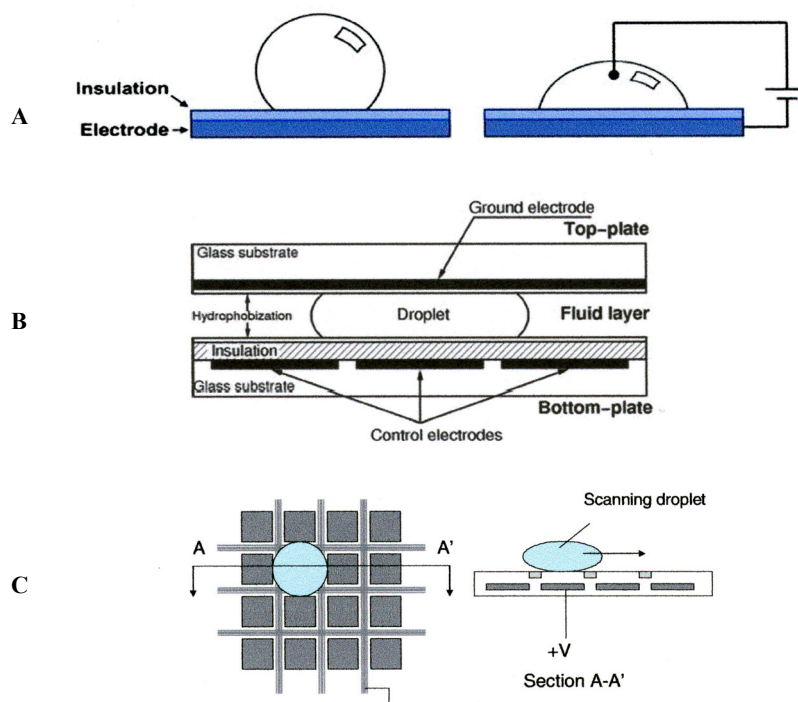 A
Insulation
Electrode
B
Ground electrode
Top-plate
Glass substrate
Hydrophobization
Droplet
Fluid layer
Insulation
Glass substrate
Bottom-plate
Control electrodes
C
A
A'
Scanning droplet
+V
Section A-A'